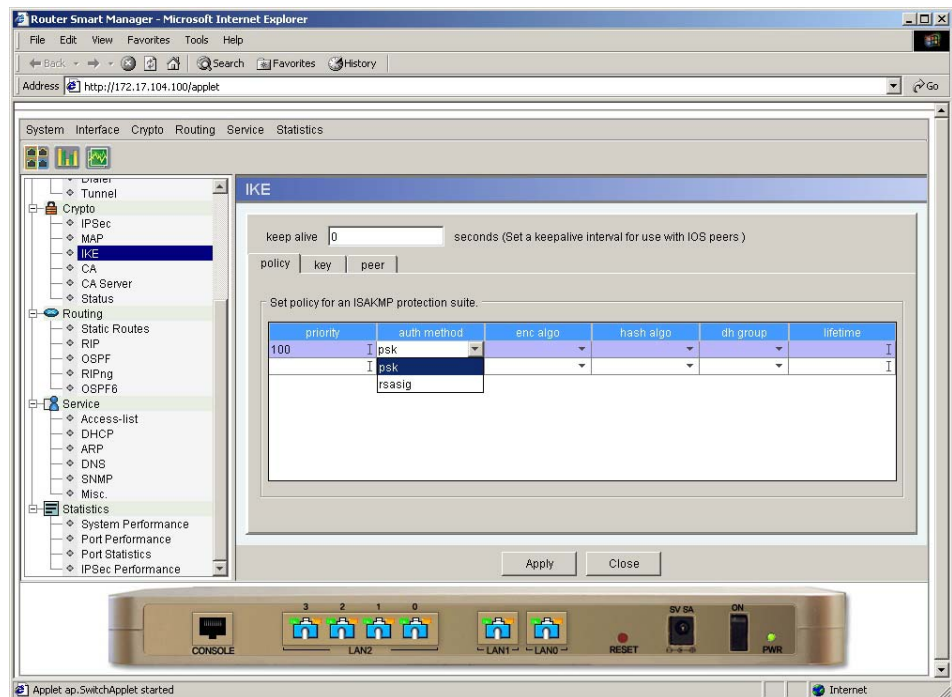 Router Smart Manager - Microsoft Internet Explorer
File Edit View Favorites Tools Help
Back Search Favorites History
Address http://172.17.104.100/applet Go
System Interface Crypto Routing Service Statistics
Dialer
Tunnel
Crypto
IPSec
MAP
IKE
CA
CA Server
Status
Routing
Static Routes
RIP
OSPF
RIPng
OSPF6
Service
Access-list
DHCP
ARP
DNS
SNMP
Misc.
Statistics
System Performance
Port Performance
Port Statistics
IPSec Performance
IKE
keep alive 0 seconds (Set a keepalive interval for use with IOS peers )
policy key peer
Set policy for an ISAKMP protection suite.
priority auth method enc algo hash algo dh group lifetime
100 psk
psk
rsasig
Apply Close
3 2 1 0 5V 5A ON
CONSOLE LAN2 LAN1 LAN0 RESET PWR
Applet ap.SwitchApplet started Internet